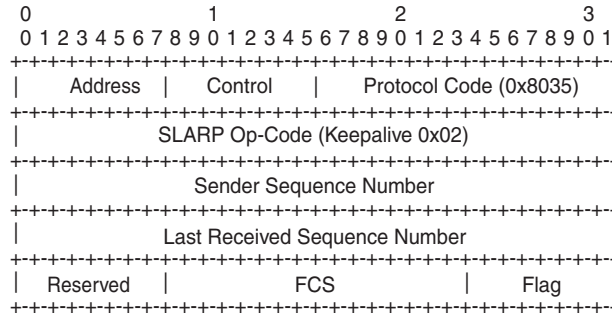 0 1 2 3
0 1 2 3 4 5 6 7 8 9 0 1 2 3 4 5 6 7 8 9 0 1 2 3 4 5 6 7 8 9 0 1
+-+-+-+-+-+-+-+-+-+-+-+-+-+-+-+-+-+-+-+-+-+-+-+-+-+-+-+-+-+-+-+-
| Address | Control | Protocol Code (0x8035)
+-+-+-+-+-+-+-+-+-+-+-+-+-+-+-+-+-+-+-+-+-+-+-+-+-+-+-+-+-+-+-+-
| SLARP Op-Code (Keepalive 0x02)
+-+-+-+-+-+-+-+-+-+-+-+-+-+-+-+-+-+-+-+-+-+-+-+-+-+-+-+-+-+-+-+-
| Sender Sequence Number
+-+-+-+-+-+-+-+-+-+-+-+-+-+-+-+-+-+-+-+-+-+-+-+-+-+-+-+-+-+-+-+-
| Last Received Sequence Number
+-+-+-+-+-+-+-+-+-+-+-+-+-+-+-+-+-+-+-+-+-+-+-+-+-+-+-+-+-+-+-+-
| Reserved | FCS | Flag
+-+-+-+-+-+-+-+-+-+-+-+-+-+-+-+-+-+-+-+-+-+-+-+-+-+-+-+-+-+-+-+-